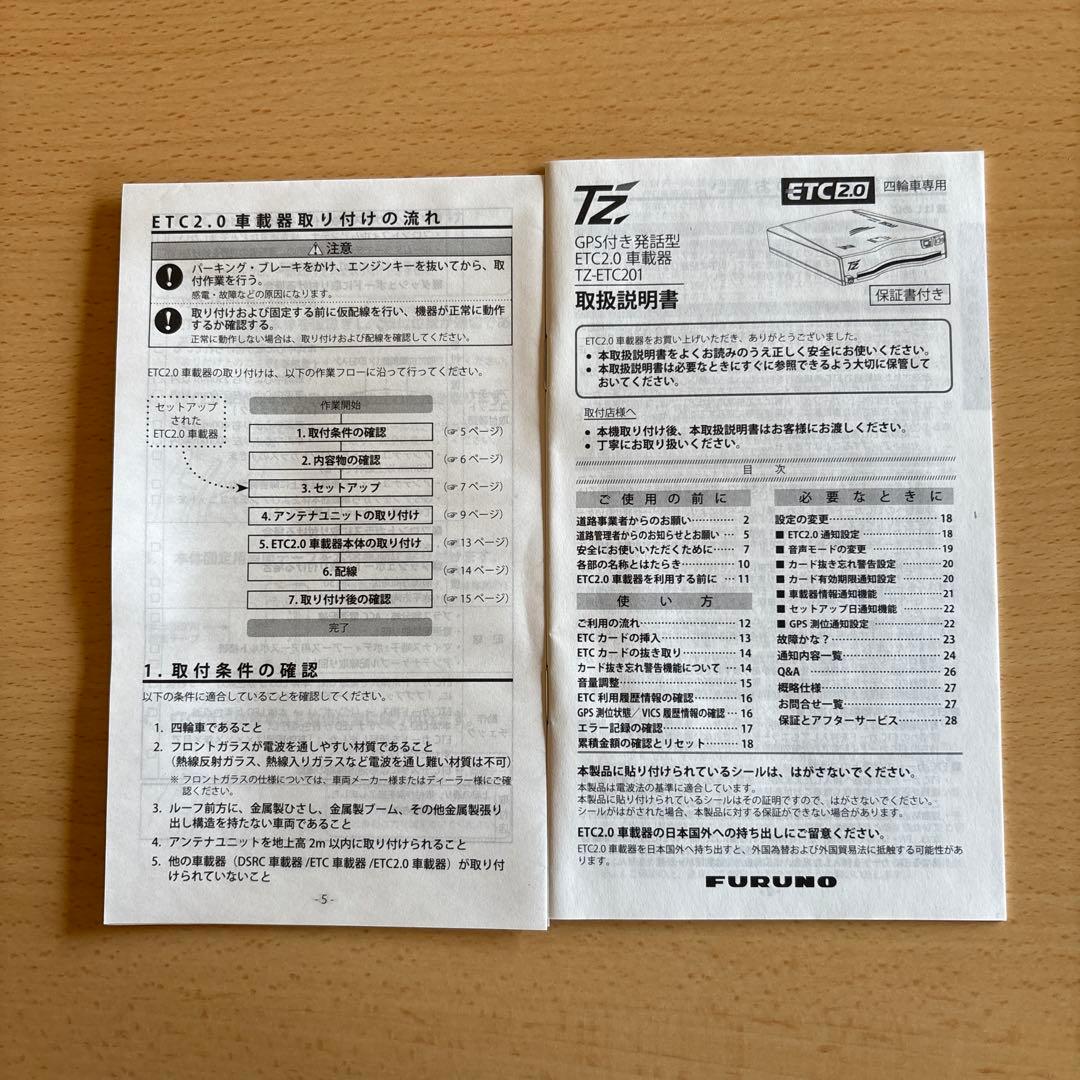 ETC2.0 車載器取り付けの流れ
注意
パーキング・ブレーキをかけ、エンジンキーを抜いてから、取
付作業を行う。
感電・故障などの原因になります。
取り付けおよび固定する前に仮配線を行い、機器が正常に動作
するか確認する。
正常に動作しない場合は、取り付けおよび配線を確認してください。
ETC2.0 車載器の取り付けは、以下の作業フローに沿って行ってください。
セットアップ
された
ETC2.0 車載器
作業開始
1. 取付条件の確認 (☞ 5 ページ)
2. 内容物の確認 (☞ 6 ページ)
3. セットアップ (☞ 7 ページ)
4. アンテナユニットの取り付け (☞ 9 ページ)
5. ETC2.0 車載器本体の取り付け (☞ 13 ページ)
6. 配線 (☞ 14 ページ)
7. 取り付け後の確認 (☞ 15 ページ)
完了
1. 取付条件の確認
以下の条件に適合していることを確認してください。
1. 四輪車であること
2. フロントガラスが電波を通しやすい材質であること
(熱線反射ガラス、熱線入りガラスなど電波を通し難い材質は不可)
※ フロントガラスの仕様については、車両メーカー様またはディーラー様にご確
認ください。
3. ルーフ前方に、金属製ひさし、金属製ブーム、その他金属製張り
出し構造を持たない車両であること
4. アンテナユニットを地上高 2m 以内に取り付けられること
5. 他の車載器(DSRC 車載器 /ETC 車載器 /ETC2.0 車載器)が取り付
けられていないこと
- 5 -
TZ
ETC2.0 四輪車専用
GPS付き発話型
ETC2.0 車載器
TZ-ETC201
取扱説明書
TZ
保証書付き
ETC2.0 車載器をお買い上げいただき、ありがとうございました。
● 本取扱説明書をよくお読みのうえ正しく安全にお使いください。
● 本取扱説明書は必要なときにすぐに参照できるよう大切に保管して
おいてください。
取付店様へ
● 本機取り付け後、本取扱説明書はお客様にお渡しください。
● 丁寧にお取り扱いください。
目 次
ご使用の前に
道路事業者からのお願い………… 2
道路管理者からのお知らせとお願い… 5
安全にお使いいただくために…… 7
各部の名称とはたらき………… 10
ETC2.0 車載器を利用する前に … 11
使い方
ご利用の流れ………… 12
ETC カードの挿入………… 13
ETC カードの抜き取り………… 14
カード抜き忘れ警告機能について … 14
音量調整………… 15
ETC 利用履歴情報の確認…… 16
GPS 測位状態／VICS 履歴情報の確認… 16
エラー記録の確認………… 17
累積金額の確認とリセット…… 18
必要なときに
設定の変更………… 18
■ ETC2.0 通知設定………… 18
■ 音声モードの変更………… 19
■ カード抜き忘れ警告設定………… 20
■ カード有効期限通知設定………… 20
■ 車載器情報通知機能………… 21
■ セットアップ日通知機能………… 22
■ GPS 測位通知設定………… 22
故障かな？………… 23
通知内容一覧………… 24
Q&A………… 26
概略仕様………… 27
お問合せ一覧………… 27
保証とアフターサービス………… 28
本製品に貼り付けられているシールは、はがさないでください。
本製品は電波法の基準に適合しています。
本製品に貼り付けられているシールはその証明ですので、はがさないでください。
シールがはがされた場合、本製品に対する保証ができない場合があります。
ETC2.0 車載器の日本国外への持ち出しにご留意ください。
ETC2.0 車載器を日本国外へ持ち出すと、外国為替および外国貿易法に抵触する可能性があ
ります。
FURUNO